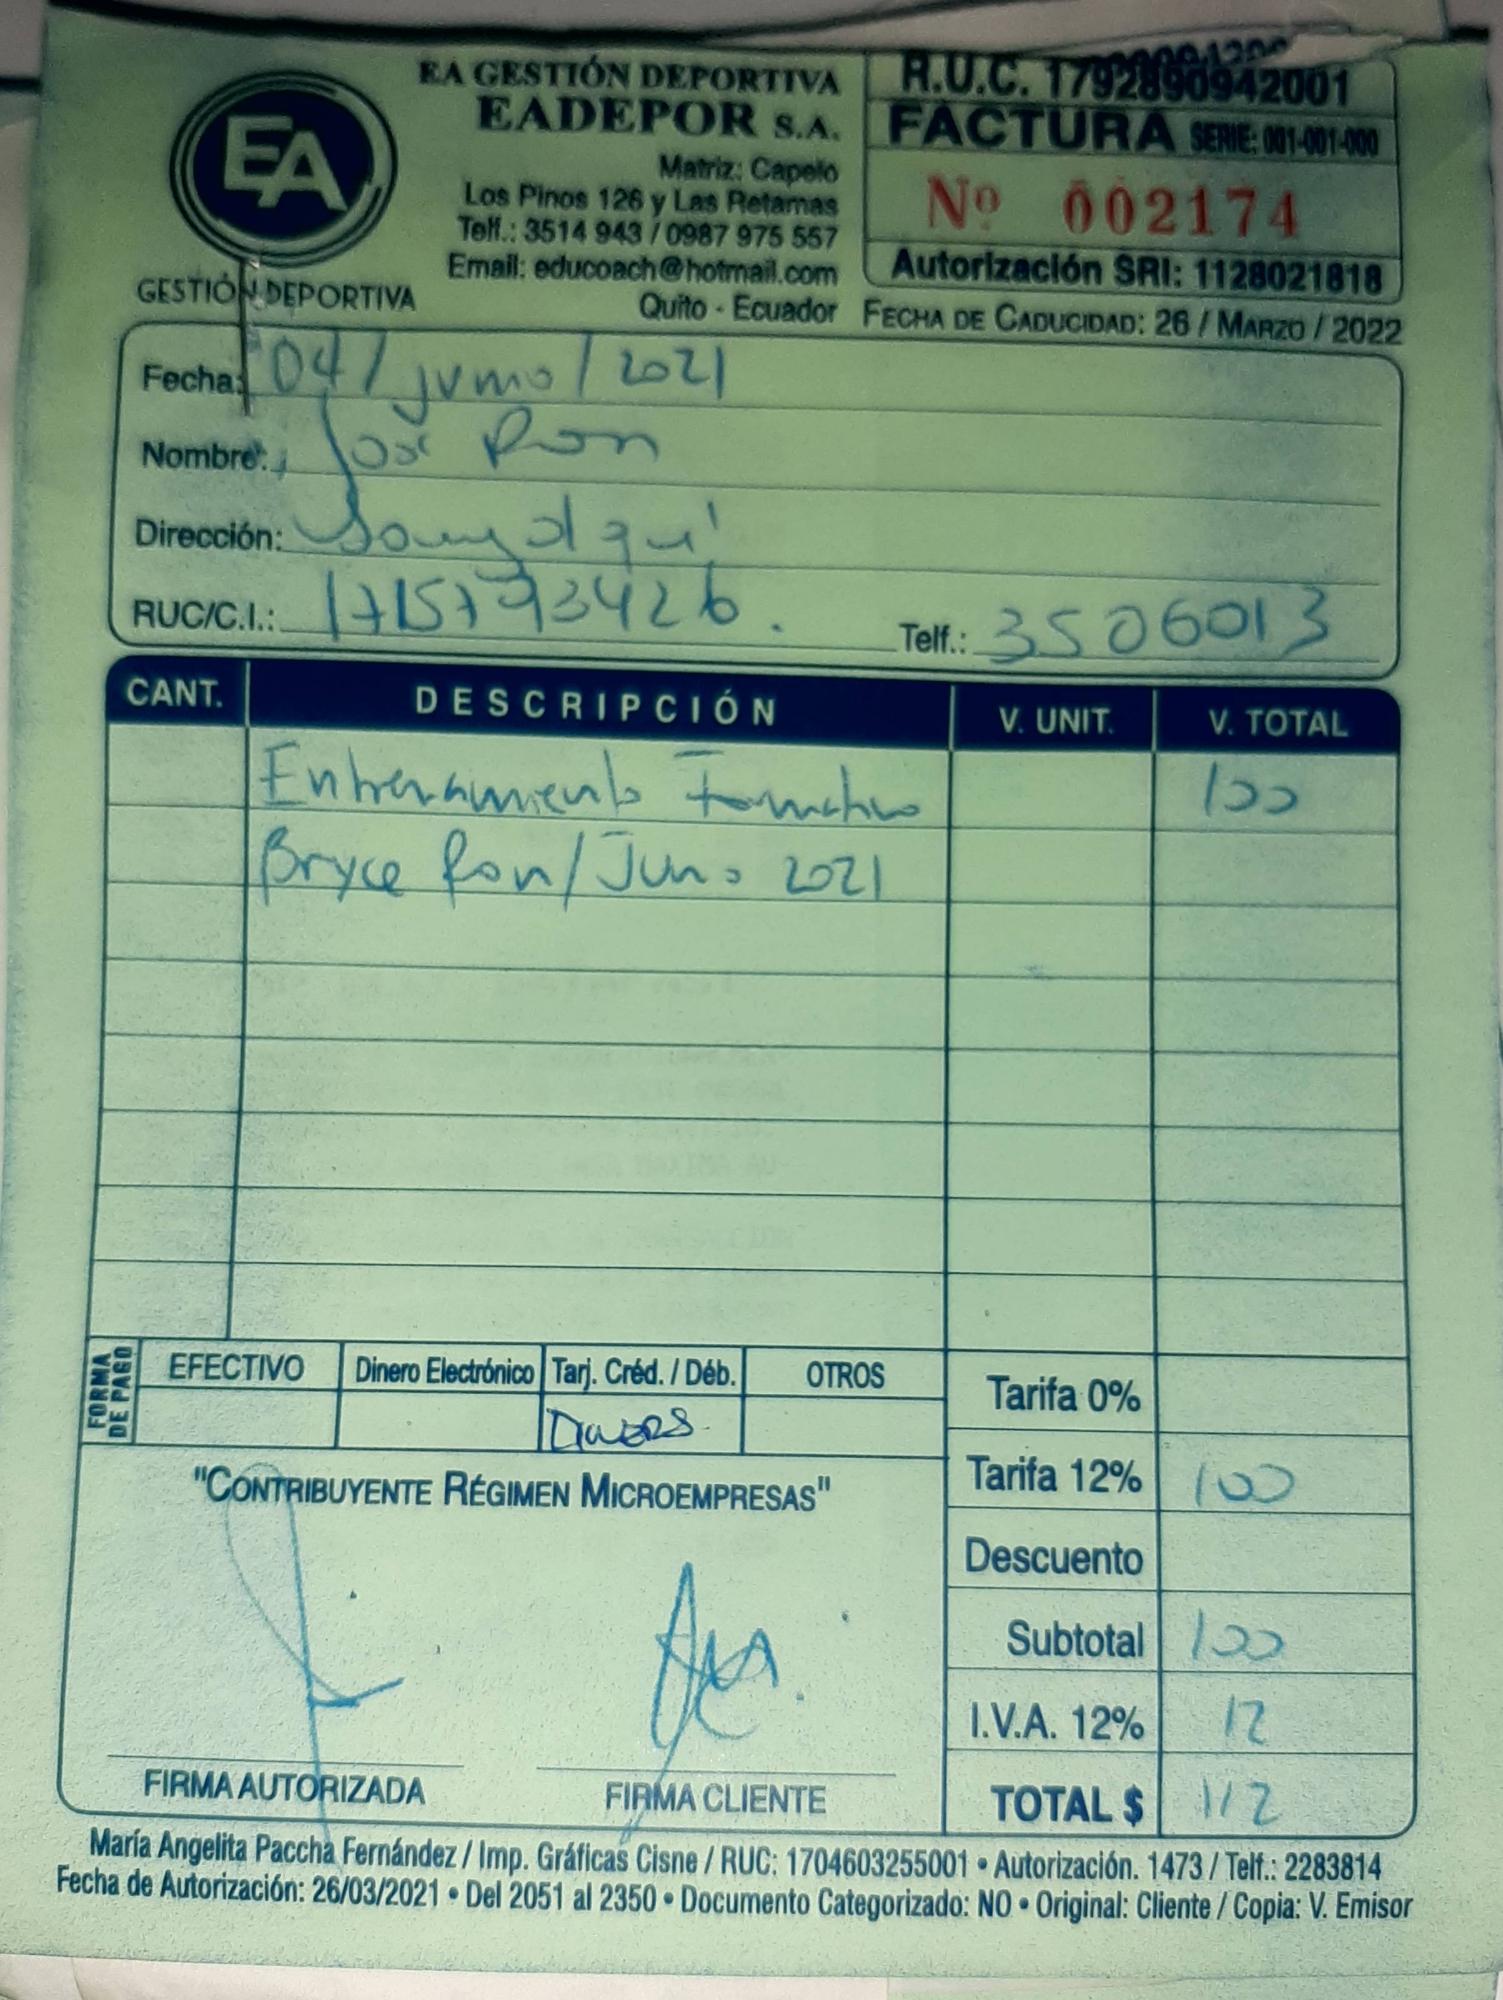 EA
GESTIÓN DEPORTIVA
EA GESTIÓN DEPORTIVA
EADEPOR S.A.
Matriz: Capelo
Los Pinos 126 y Las Retamas
Telf.: 3514 943 / 0987 975 557
Email: educoach@hotmail.com
Quito - Ecuador
R.U.C. 1792890942001
FACTURA SERIE: 001-001-000
Nº 002174
Autorización SRI: 1128021818
FECHA DE CADUCIDAD: 26 / MARZO / 2022
Fecha: 04 / junio / 2021
Nombre: José Ron
Dirección: Sangolquí
RUC/C.I.: 1715793426. Telf.: 3506013
CANT. DESCRIPCIÓN V. UNIT. V. TOTAL
Entrenamiento Formativo 100
Bryce Ron / Junio 2021
FORMA DE PAGO
EFECTIVO Dinero Electrónico Tarj. Créd. / Déb. OTROS
DINERS
Tarifa 0%
Tarifa 12% 100
Descuento
Subtotal 100
I.V.A. 12% 12
TOTAL $ 112
"CONTRIBUYENTE RÉGIMEN MICROEMPRESAS"
FIRMA AUTORIZADA FIRMA CLIENTE
María Angelita Paccha Fernández / Imp. Gráficas Cisne / RUC: 1704603255001 • Autorización. 1473 / Telf.: 2283814
Fecha de Autorización: 26/03/2021 • Del 2051 al 2350 • Documento Categorizado: NO • Original: Cliente / Copia: V. Emisor